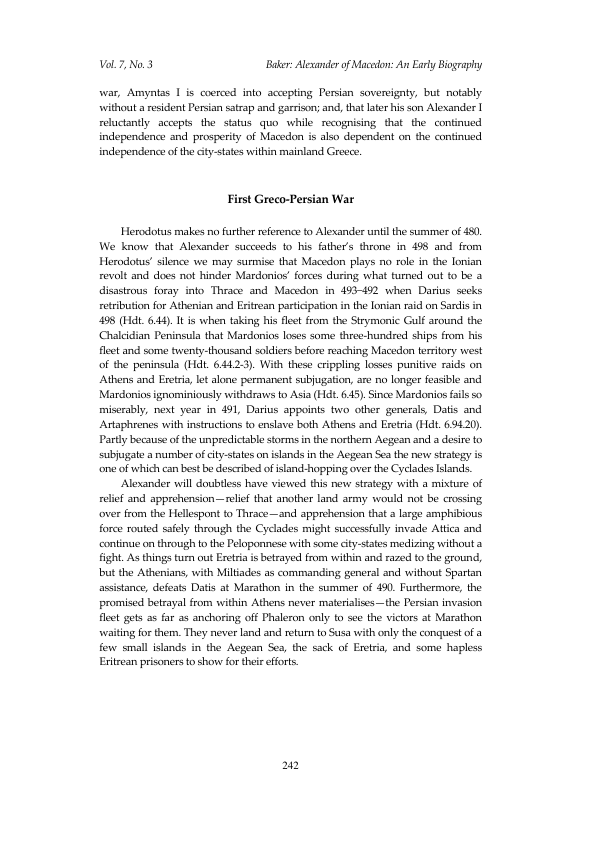 Vol. 7, No. 3 Baker: Alexander of Macedon: An Early Biography
war, Amyntas I is coerced into accepting Persian sovereignty, but notably
without a resident Persian satrap and garrison; and, that later his son Alexander I
reluctantly accepts the status quo while recognising that the continued
independence and prosperity of Macedon is also dependent on the continued
independence of the city-states within mainland Greece.
First Greco-Persian War
Herodotus makes no further reference to Alexander until the summer of 480.
We know that Alexander succeeds to his father’s throne in 498 and from
Herodotus’ silence we may surmise that Macedon plays no role in the Ionian
revolt and does not hinder Mardonios’ forces during what turned out to be a
disastrous foray into Thrace and Macedon in 493–492 when Darius seeks
retribution for Athenian and Eritrean participation in the Ionian raid on Sardis in
498 (Hdt. 6.44). It is when taking his fleet from the Strymonic Gulf around the
Chalcidian Peninsula that Mardonios loses some three-hundred ships from his
fleet and some twenty-thousand soldiers before reaching Macedon territory west
of the peninsula (Hdt. 6.44.2-3). With these crippling losses punitive raids on
Athens and Eretria, let alone permanent subjugation, are no longer feasible and
Mardonios ignominiously withdraws to Asia (Hdt. 6.45). Since Mardonios fails so
miserably, next year in 491, Darius appoints two other generals, Datis and
Artaphrenes with instructions to enslave both Athens and Eretria (Hdt. 6.94.20).
Partly because of the unpredictable storms in the northern Aegean and a desire to
subjugate a number of city-states on islands in the Aegean Sea the new strategy is
one of which can best be described of island-hopping over the Cyclades Islands.
Alexander will doubtless have viewed this new strategy with a mixture of
relief and apprehension—relief that another land army would not be crossing
over from the Hellespont to Thrace—and apprehension that a large amphibious
force routed safely through the Cyclades might successfully invade Attica and
continue on through to the Peloponnese with some city-states medizing without a
fight. As things turn out Eretria is betrayed from within and razed to the ground,
but the Athenians, with Miltiades as commanding general and without Spartan
assistance, defeats Datis at Marathon in the summer of 490. Furthermore, the
promised betrayal from within Athens never materialises—the Persian invasion
fleet gets as far as anchoring off Phaleron only to see the victors at Marathon
waiting for them. They never land and return to Susa with only the conquest of a
few small islands in the Aegean Sea, the sack of Eretria, and some hapless
Eritrean prisoners to show for their efforts.
242